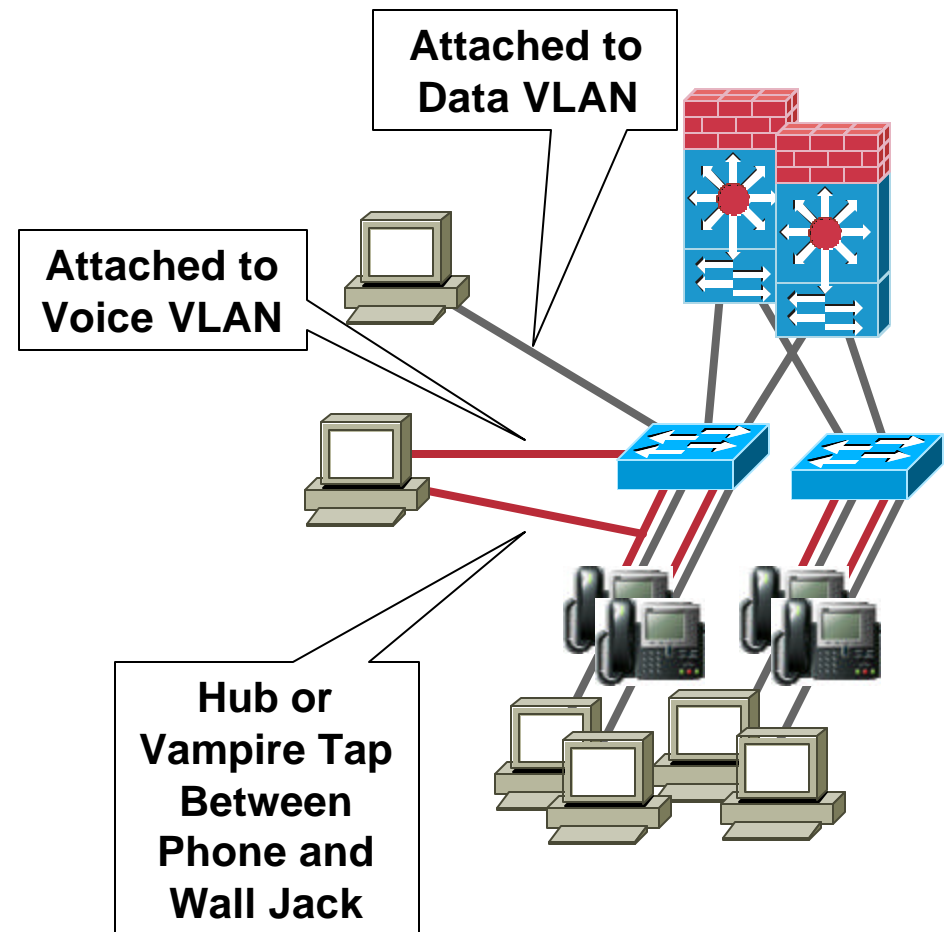 Attached to
Data VLAN
Attached to
Voice VLAN
Hub or
Vampire Tap
Between
Phone and
Wall Jack